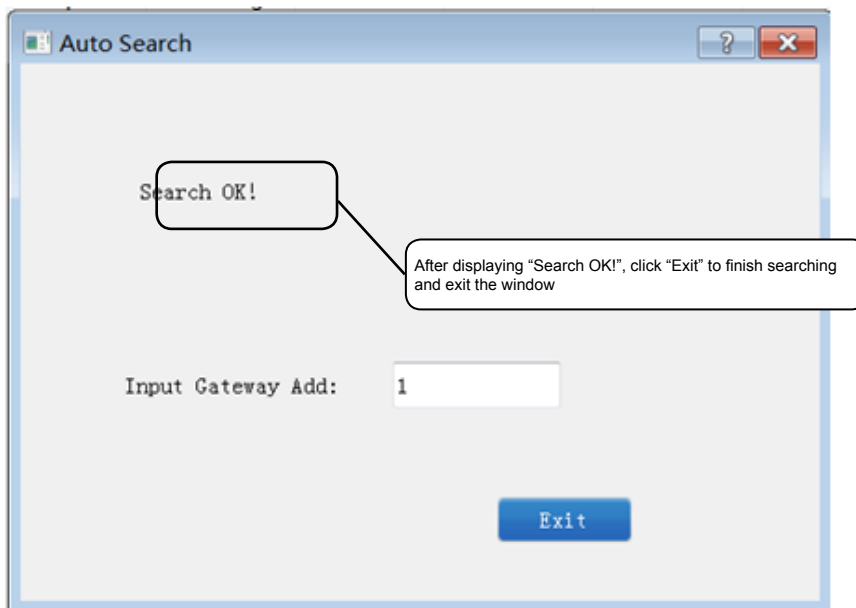 Auto Search
Search OK!
After displaying “Search OK!”, click “Exit” to finish searching
and exit the window
Input Gateway Add:
1
Exit